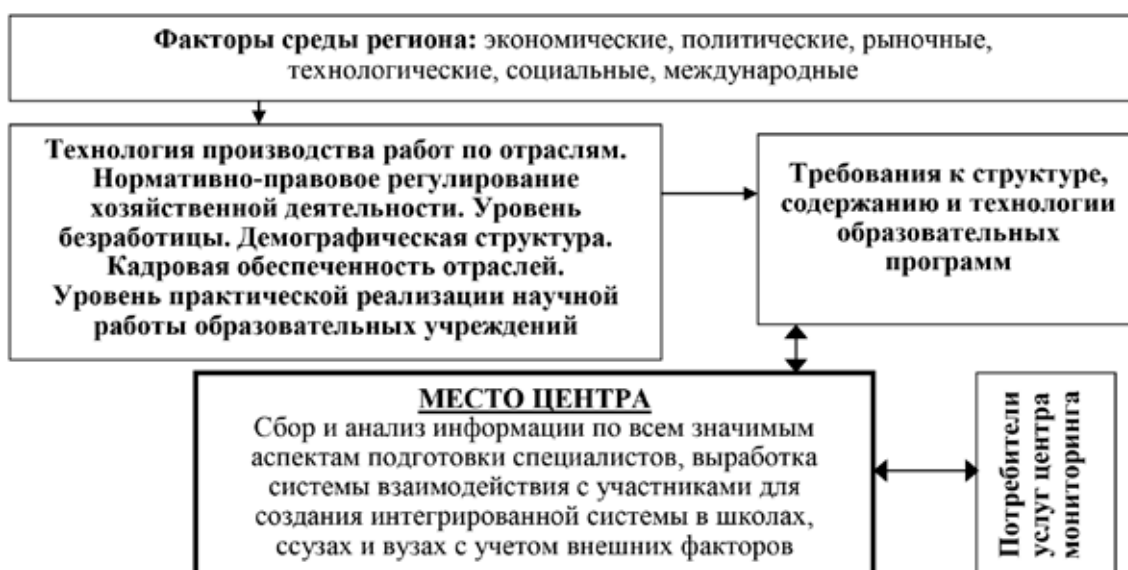 Факторы среды региона: экономические, политические, рыночные,
технологические, социальные, международные
Технология производства работ по отраслям.
Нормативно-правовое регулирование
хозяйственной деятельности. Уровень
безработицы. Демографическая структура.
Кадровая обеспеченность отраслей.
Уровень практической реализации научной
работы образовательных учреждений
Требования к структуре,
содержанию и технологии
образовательных
программ
МЕСТО ЦЕНТРА
Сбор и анализ информации по всем значимым
аспектам подготовки специалистов, выработка
системы взаимодействия с участниками для
создания интегрированной системы в школах,
ссузах и вузах с учетом внешних факторов
Потребители
услуг центра
мониторинга